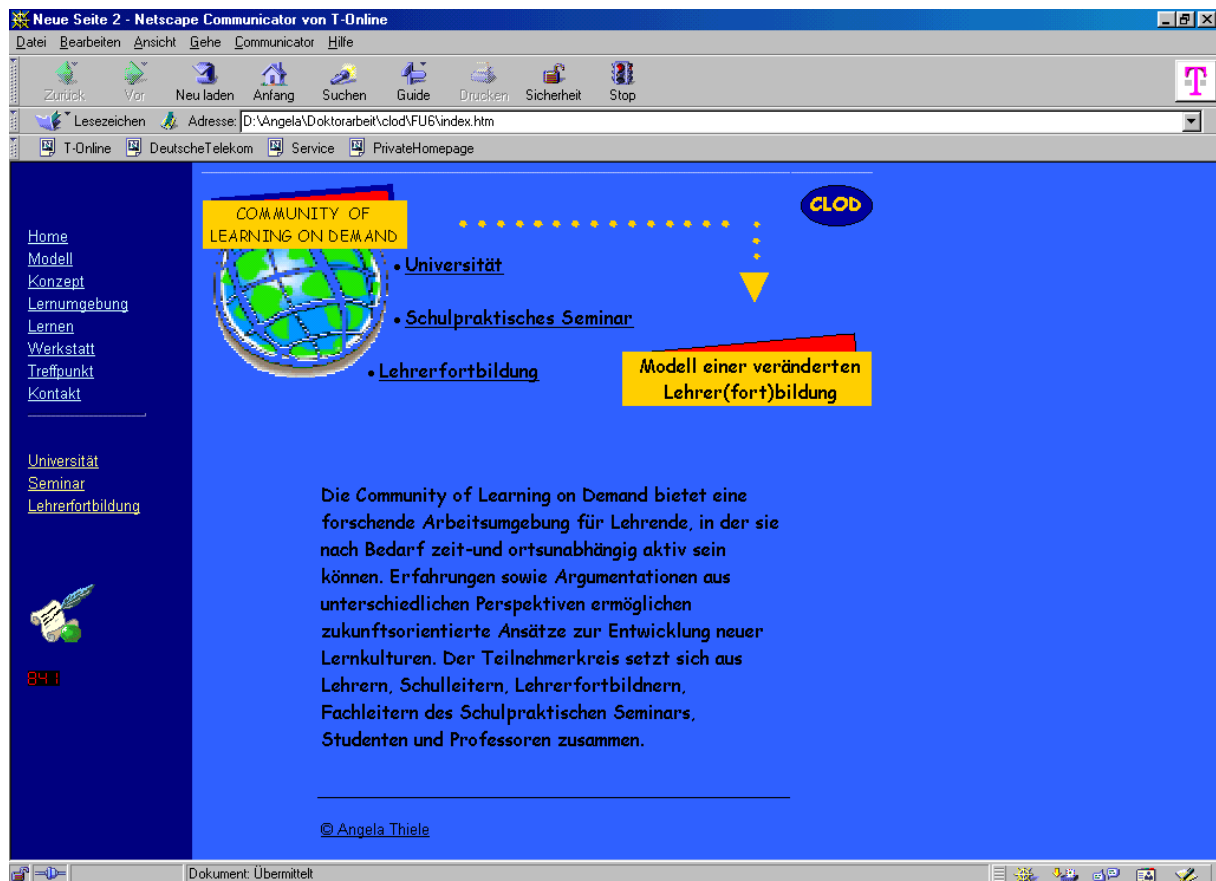 Neue Seite 2 - Netscape Communicator von T-Online
Datei Bearbeiten Ansicht Gehe Communicator Hilfe
Zurück Vor Neu laden Anfang Suchen Guide Drucken Sicherheit Stop
T
Lesezeichen Adresse: D:\Angela\Doktorarbeit\clod\FU6\index.htm
T-Online DeutscheTelekom Service PrivateHomepage
Home
Modell
Konzept
Lernumgebung
Lernen
Werkstatt
Treffpunkt
Kontakt
Universität
Seminar
Lehrerfortbildung
841
COMMUNITY OF
LEARNING ON DEMAND
CLOD
• Universität
• Schulpraktisches Seminar
• Lehrerfortbildung
Modell einer veränderten
Lehrer(fort)bildung
Die Community of Learning on Demand bietet eine
forschende Arbeitsumgebung für Lehrende, in der sie
nach Bedarf zeit-und ortsunabhängig aktiv sein
können. Erfahrungen sowie Argumentationen aus
unterschiedlichen Perspektiven ermöglichen
zukunftsorientierte Ansätze zur Entwicklung neuer
Lernkulturen. Der Teilnehmerkreis setzt sich aus
Lehrern, Schulleitern, Lehrerfortbildnern,
Fachleitern des Schulpraktischen Seminars,
Studenten und Professoren zusammen.
© Angela Thiele
Dokument: Übermittelt